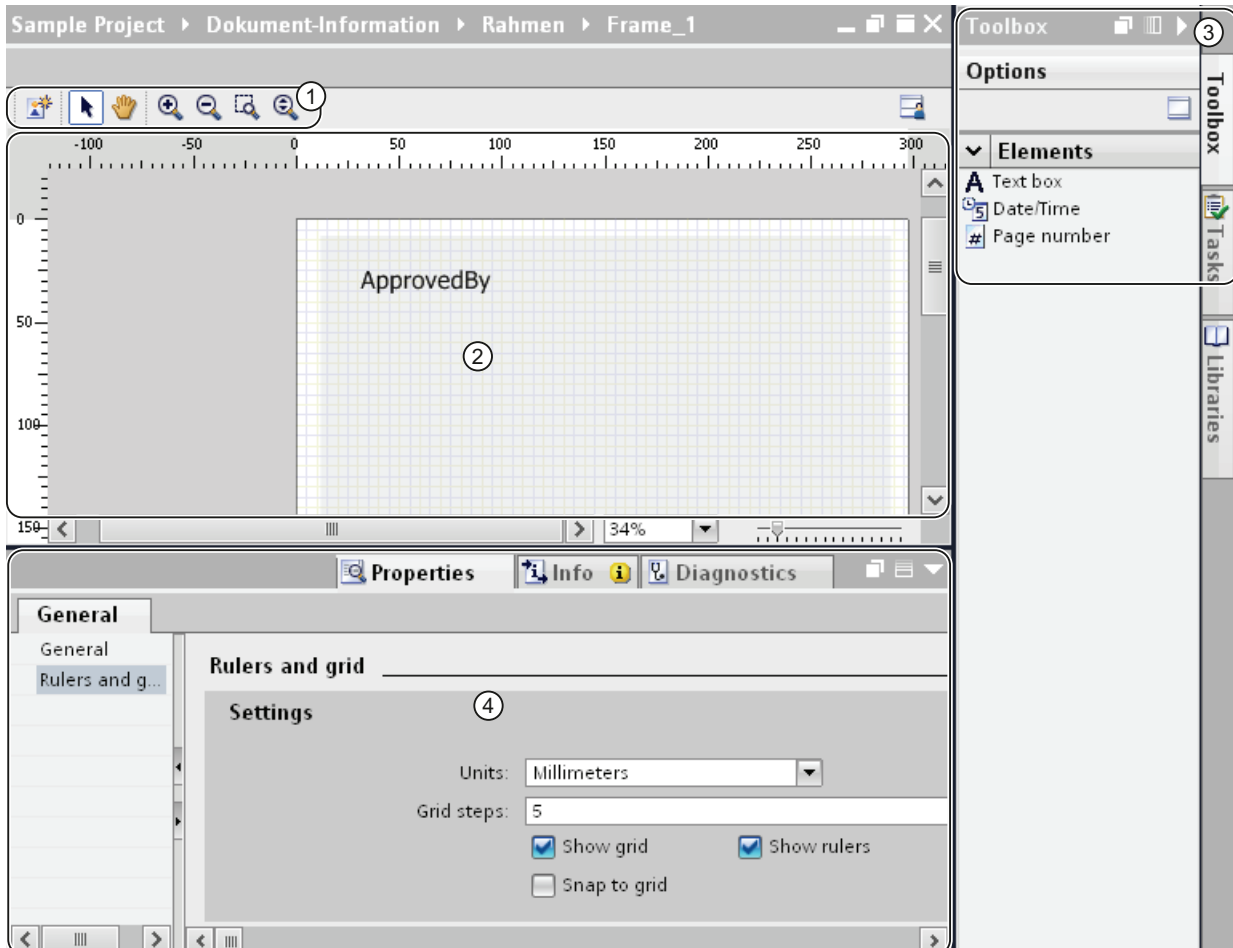 Sample Project ▸ Dokument-Information ▸ Rahmen ▸ Frame_1
1
-100 -50 0 50 100 150 200 250 300
0
50
100
150
ApprovedBy
2
34%
Toolbox
3
Options
Elements
Text box
Date/Time
# Page number
Toolbox
Tasks
Libraries
Properties Info Diagnostics
General
General
Rulers and g...
Rulers and grid
Settings
4
Units: Millimeters
Grid steps: 5
Show grid Show rulers
Snap to grid